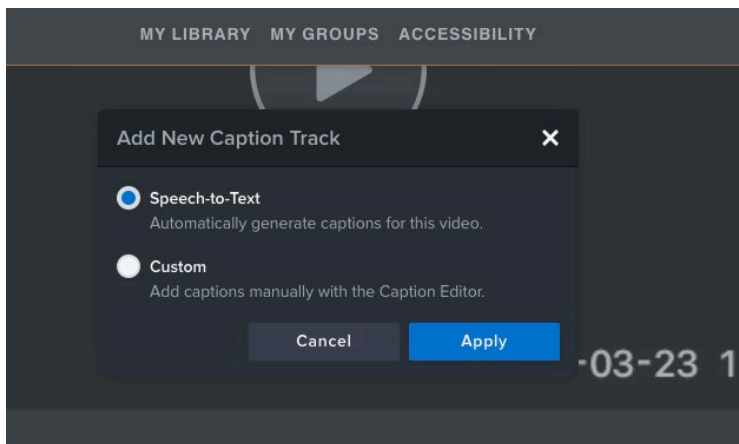 MY LIBRARY MY GROUPS ACCESSIBILITY
Add New Caption Track
Speech-to-Text
Automatically generate captions for this video.
Custom
Add captions manually with the Caption Editor.
Cancel Apply
-03-23 1